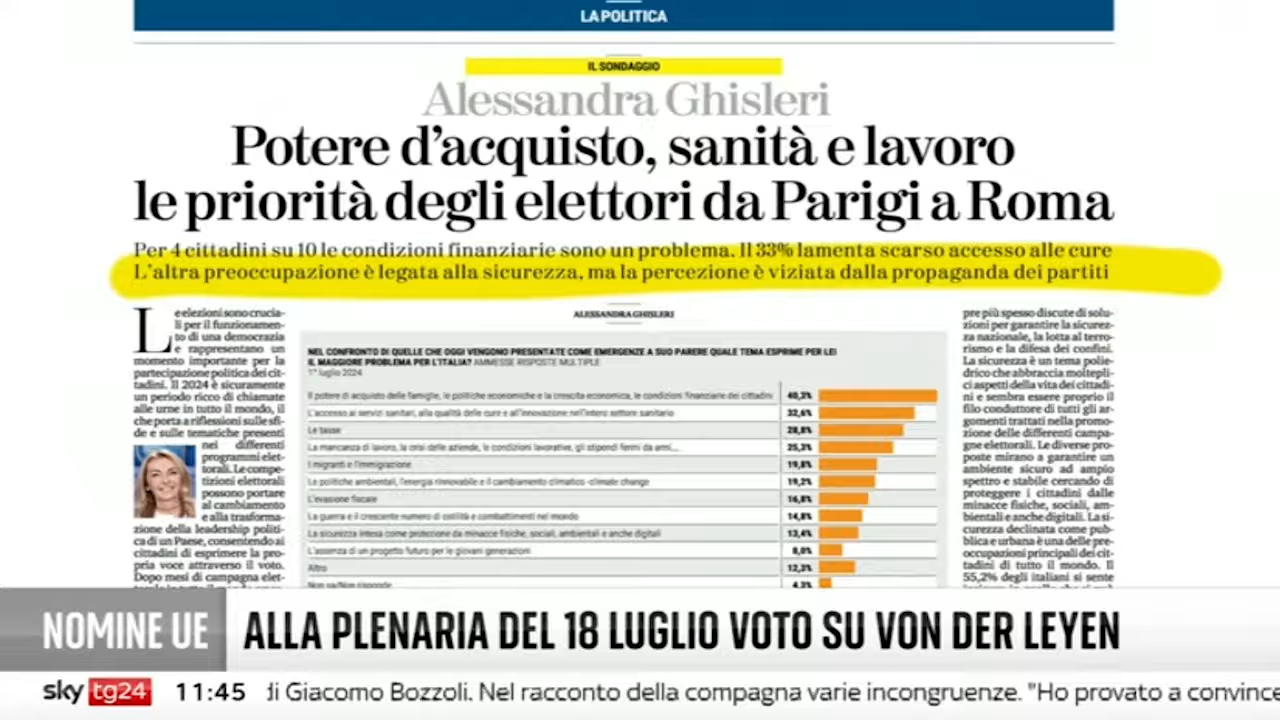 LA POLITICA
IL SONDAGGIO
Alessandra Ghisleri
Potere d'acquisto, sanità e lavoro
le priorità degli elettori da Parigi a Roma
Per 4 cittadini su 10 le condizioni finanziarie sono un problema. Il 33% lamenta scarso accesso alle cure
L'altra preoccupazione è legata alla sicurezza, ma la percezione è viziata dalla propaganda dei partiti
ALESSANDRA GHISLERI
Le elezioni sono crucia-
li per il funzionamen-
to di una democrazia
e rappresentano un
momento importante per la
partecipazione politica dei cit-
tadini. Il 2024 è sicuramente
un periodo ricco di chiamate
alle urne in tutto il mondo, il
che porta a riflessioni sulle sfi-
de e sulle tematiche presenti
nei differenti
programmi elet-
torali. Le compe-
tizioni elettorali
possono portare
al cambiamento
e alla trasforma-
zione della leadership politi-
ca di un Paese, consentendo ai
cittadini di esprimere la pro-
pria voce attraverso il voto.
Dopo mesi di campagna elet-
NEL CONFRONTO DI QUELLE CHE OGGI VENGONO PRESENTATE COME EMERGENZE A SUO PARERE QUALE TEMA ESPRIME PER LEI
IL MAGGIORE PROBLEMA PER L'ITALIA? AMMESSE RISPOSTE MULTIPLE
1° luglio 2024
Il potere di acquisto delle famiglie, le politiche economiche e la crescita economica, le condizioni finanziarie dei cittadini 40,3%
L'accesso ai servizi sanitari, alla qualità delle cure e all'innovazione nell'intero settore sanitario 32,6%
Le tasse 28,8%
La mancanza di lavoro, la crisi delle aziende, le condizioni lavorative, gli stipendi fermi da anni,... 25,3%
I migranti e l'immigrazione 19,8%
Le politiche ambientali, l'energia rinnovabile e il cambiamento climatico -climate change 19,2%
L'evasione fiscale 16,8%
La guerra e il crescente numero di ostilità e combattimenti nel mondo 14,8%
La sicurezza intesa come protezione da minacce fisiche, sociali, ambientali e anche digitali 13,4%
L'assenza di un progetto futuro per le giovani generazioni 8,0%
Altro 12,3%
Non sa/Non risponde 4,3%
pre più spesso discute di solu-
zioni per garantire la sicurez-
za nazionale, la lotta al terro-
rismo e la difesa dei confini.
La sicurezza è un tema polie-
drico che abbraccia moltepli-
ci aspetti della vita dei cittadi-
ni e sembra essere proprio il
filo conduttore di tutti gli ar-
gomenti trattati nella promo-
zione delle differenti campa-
gne elettorali. Le diverse pro-
poste mirano a garantire un
ambiente sicuro ad ampio
spettro e stabile cercando di
proteggere i cittadini dalle
minacce fisiche, sociali, am-
bientali e anche digitali. La si-
curezza declinata come pub-
blica e urbana è una delle pre-
occupazioni principali dei cit-
tadini di tutto il mondo. Il
55,2% degli italiani si sente
NOMINE UE
ALLA PLENARIA DEL 18 LUGLIO VOTO SU VON DER LEYEN
sky tg24 11:45 di Giacomo Bozzoli. Nel racconto della compagna varie incongruenze. "Ho provato a convince